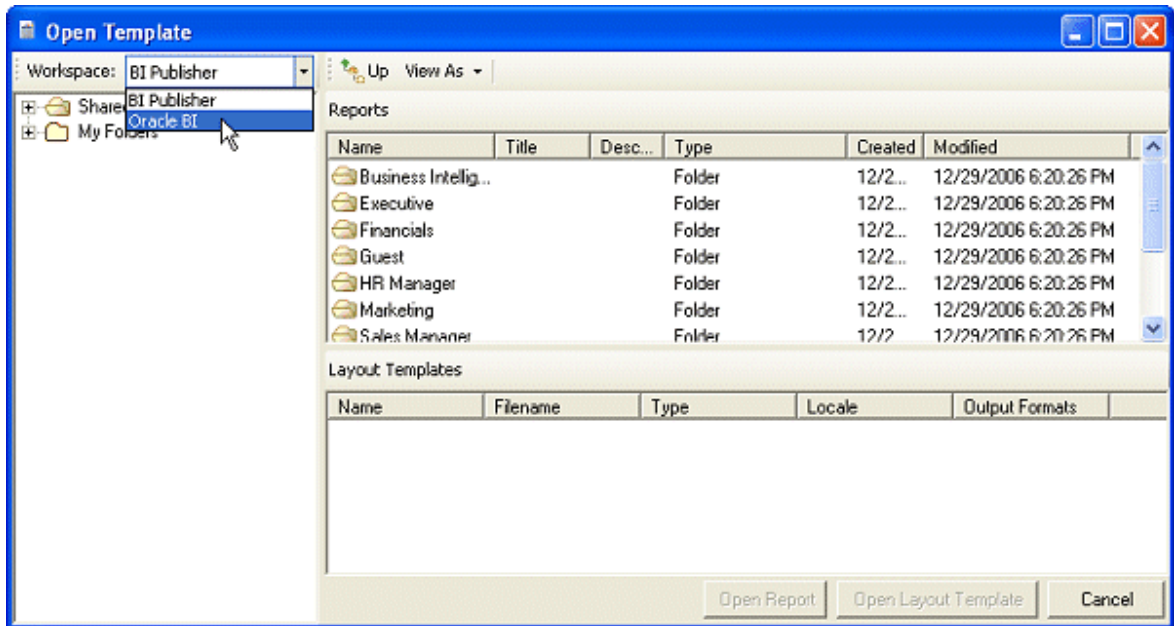 Open Template
Workspace: BI Publisher Up View As
BI Publisher
Oracle BI
My Folders
Reports
Name Title Desc... Type Created Modified
Business Intellig... Folder 12/2... 12/29/2006 6:20:26 PM
Executive Folder 12/2... 12/29/2006 6:20:26 PM
Financials Folder 12/2... 12/29/2006 6:20:26 PM
Guest Folder 12/2... 12/29/2006 6:20:26 PM
HR Manager Folder 12/2... 12/29/2006 6:20:26 PM
Marketing Folder 12/2... 12/29/2006 6:20:26 PM
Sales Manager Folder 12/2 12/29/2006 6:20:26 PM
Layout Templates
Name Filename Type Locale Output Formats
Open Report Open Layout Template Cancel